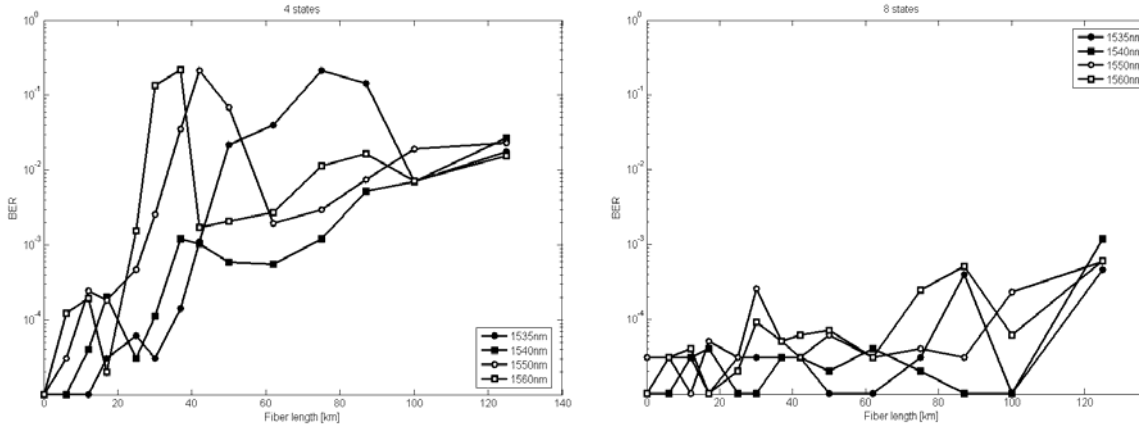 4 states
10^0
10^-1
10^-2
10^-3
10^-4
BER
0 20 40 60 80 100 120 140
Fiber length [km]
1535nm
1540nm
1550nm
1560nm
8 states
10^0
10^-1
10^-2
10^-3
10^-4
BER
0 20 40 60 80 100 120
Fiber length [km]
1535nm
1540nm
1550nm
1560nm